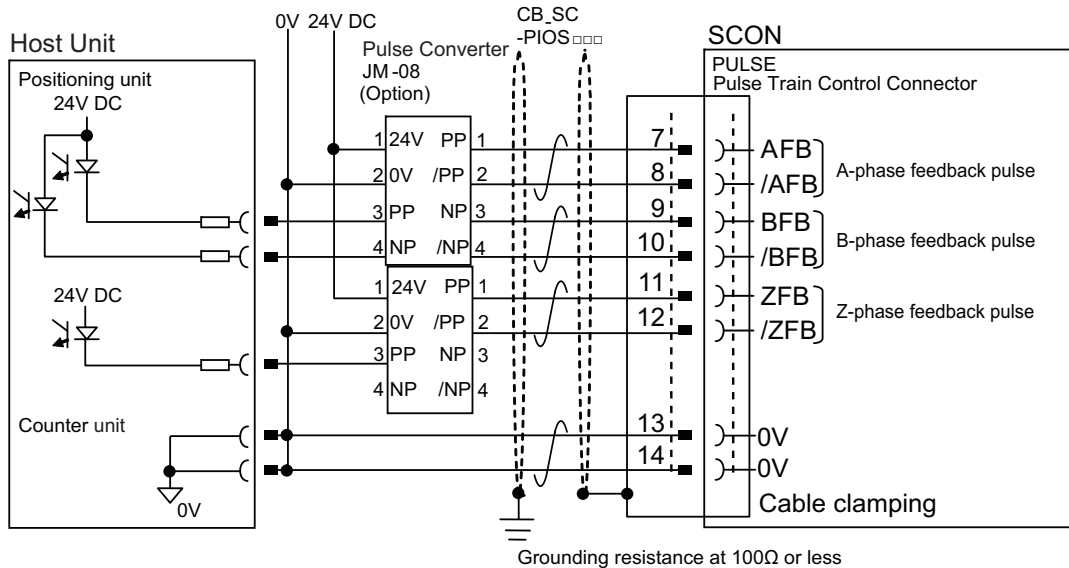 0V 24V DC
CB_SC
-PIOS□□□
Host Unit
Pulse Converter
JM-08
(Option)
SCON
PULSE
Pulse Train Control Connector
Positioning unit
24V DC
1 24V PP 1
2 0V /PP 2
3 PP NP 3
4 NP /NP 4
7 AFB
8 /AFB
A-phase feedback pulse
9 BFB
10 /BFB
B-phase feedback pulse
24V DC
1 24V PP 1
2 0V /PP 2
3 PP NP 3
4 NP /NP 4
11 ZFB
12 /ZFB
Z-phase feedback pulse
Counter unit
0V
13 0V
14 0V
Cable clamping
Grounding resistance at 100Ω or less